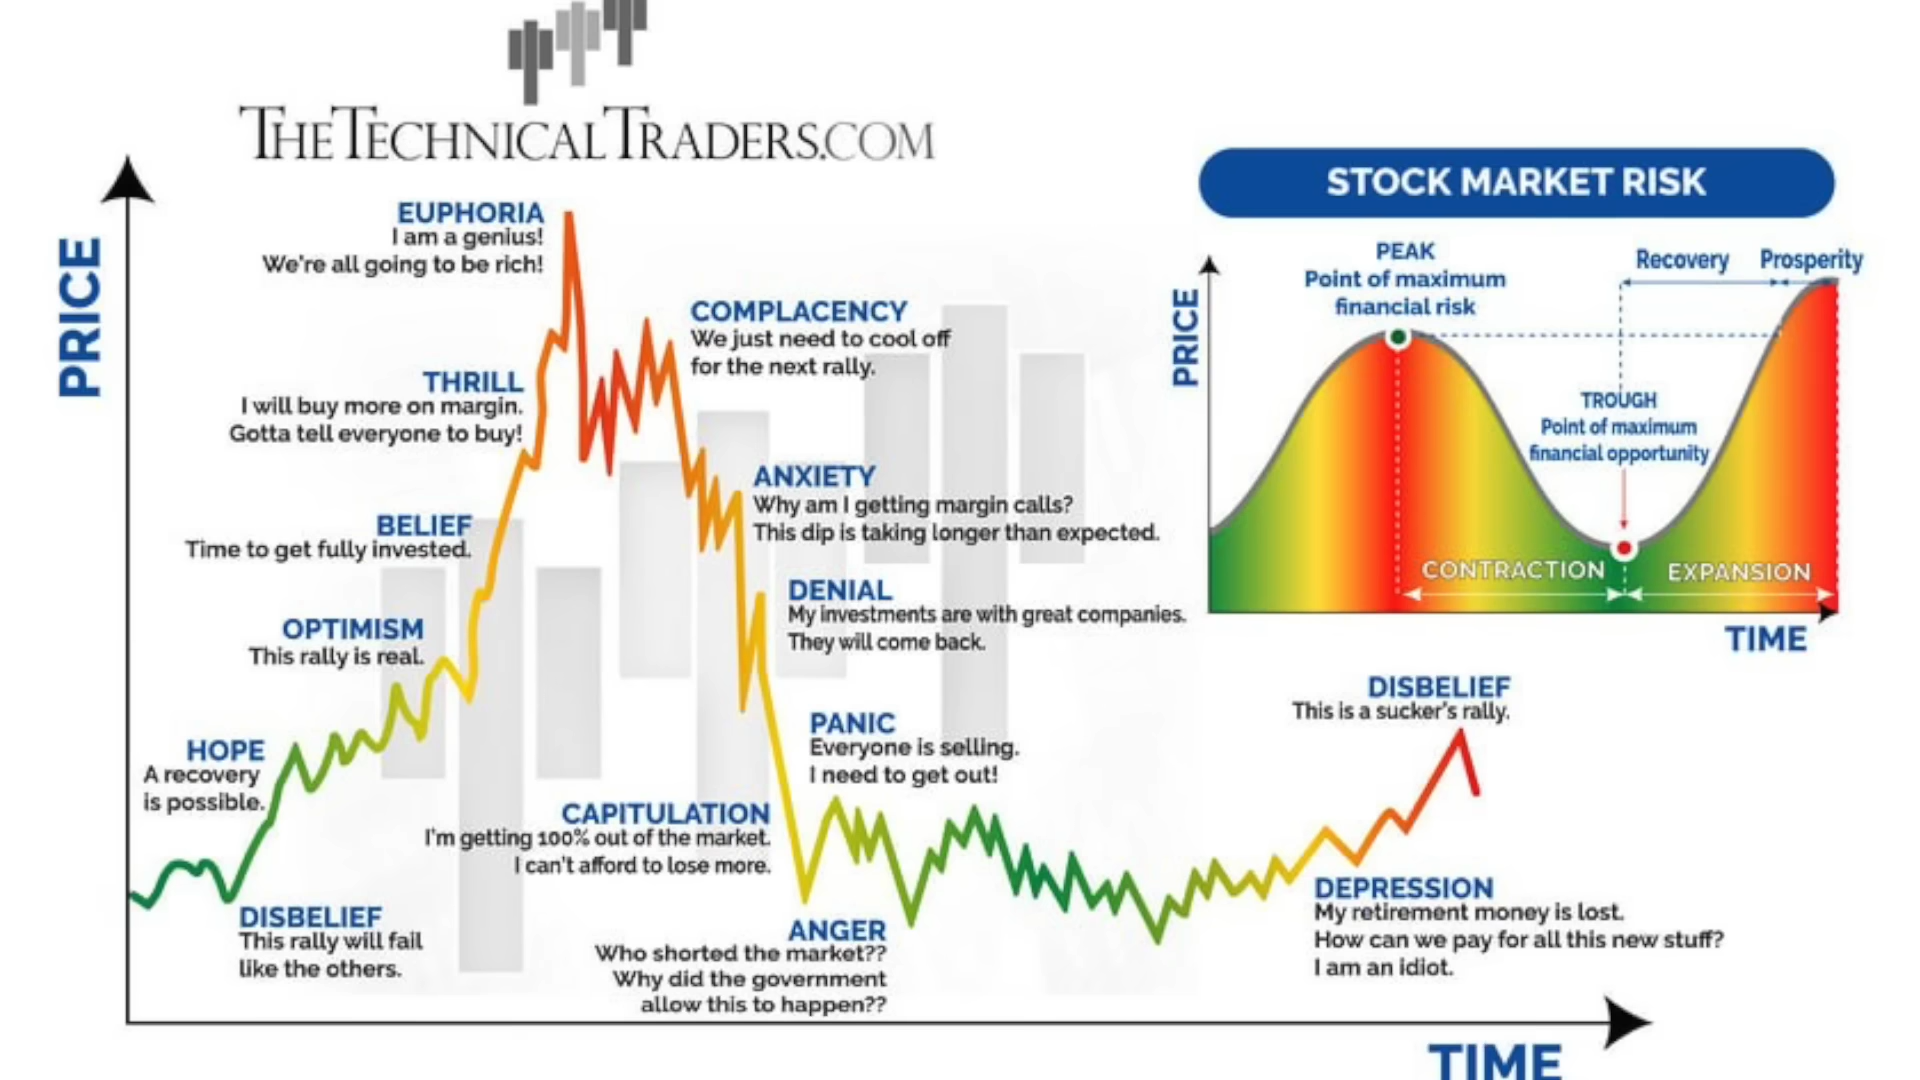 THETECHNICALTRADERS.COM
PRICE
EUPHORIA
I am a genius!
We're all going to be rich!
THRILL
I will buy more on margin.
Gotta tell everyone to buy!
BELIEF
Time to get fully invested.
OPTIMISM
This rally is real.
HOPE
A recovery
is possible.
DISBELIEF
This rally will fail
like the others.
COMPLACENCY
We just need to cool off
for the next rally.
ANXIETY
Why am I getting margin calls?
This dip is taking longer than expected.
DENIAL
My investments are with great companies.
They will come back.
PANIC
Everyone is selling.
I need to get out!
CAPITULATION
I'm getting 100% out of the market.
I can't afford to lose more.
ANGER
Who shorted the market??
Why did the government
allow this to happen??
DEPRESSION
My retirement money is lost.
How can we pay for all this new stuff?
I am an idiot.
DISBELIEF
This is a sucker's rally.
TIME
STOCK MARKET RISK
PRICE
PEAK
Point of maximum
financial risk
Recovery
Prosperity
TROUGH
Point of maximum
financial opportunity
CONTRACTION
EXPANSION
TIME